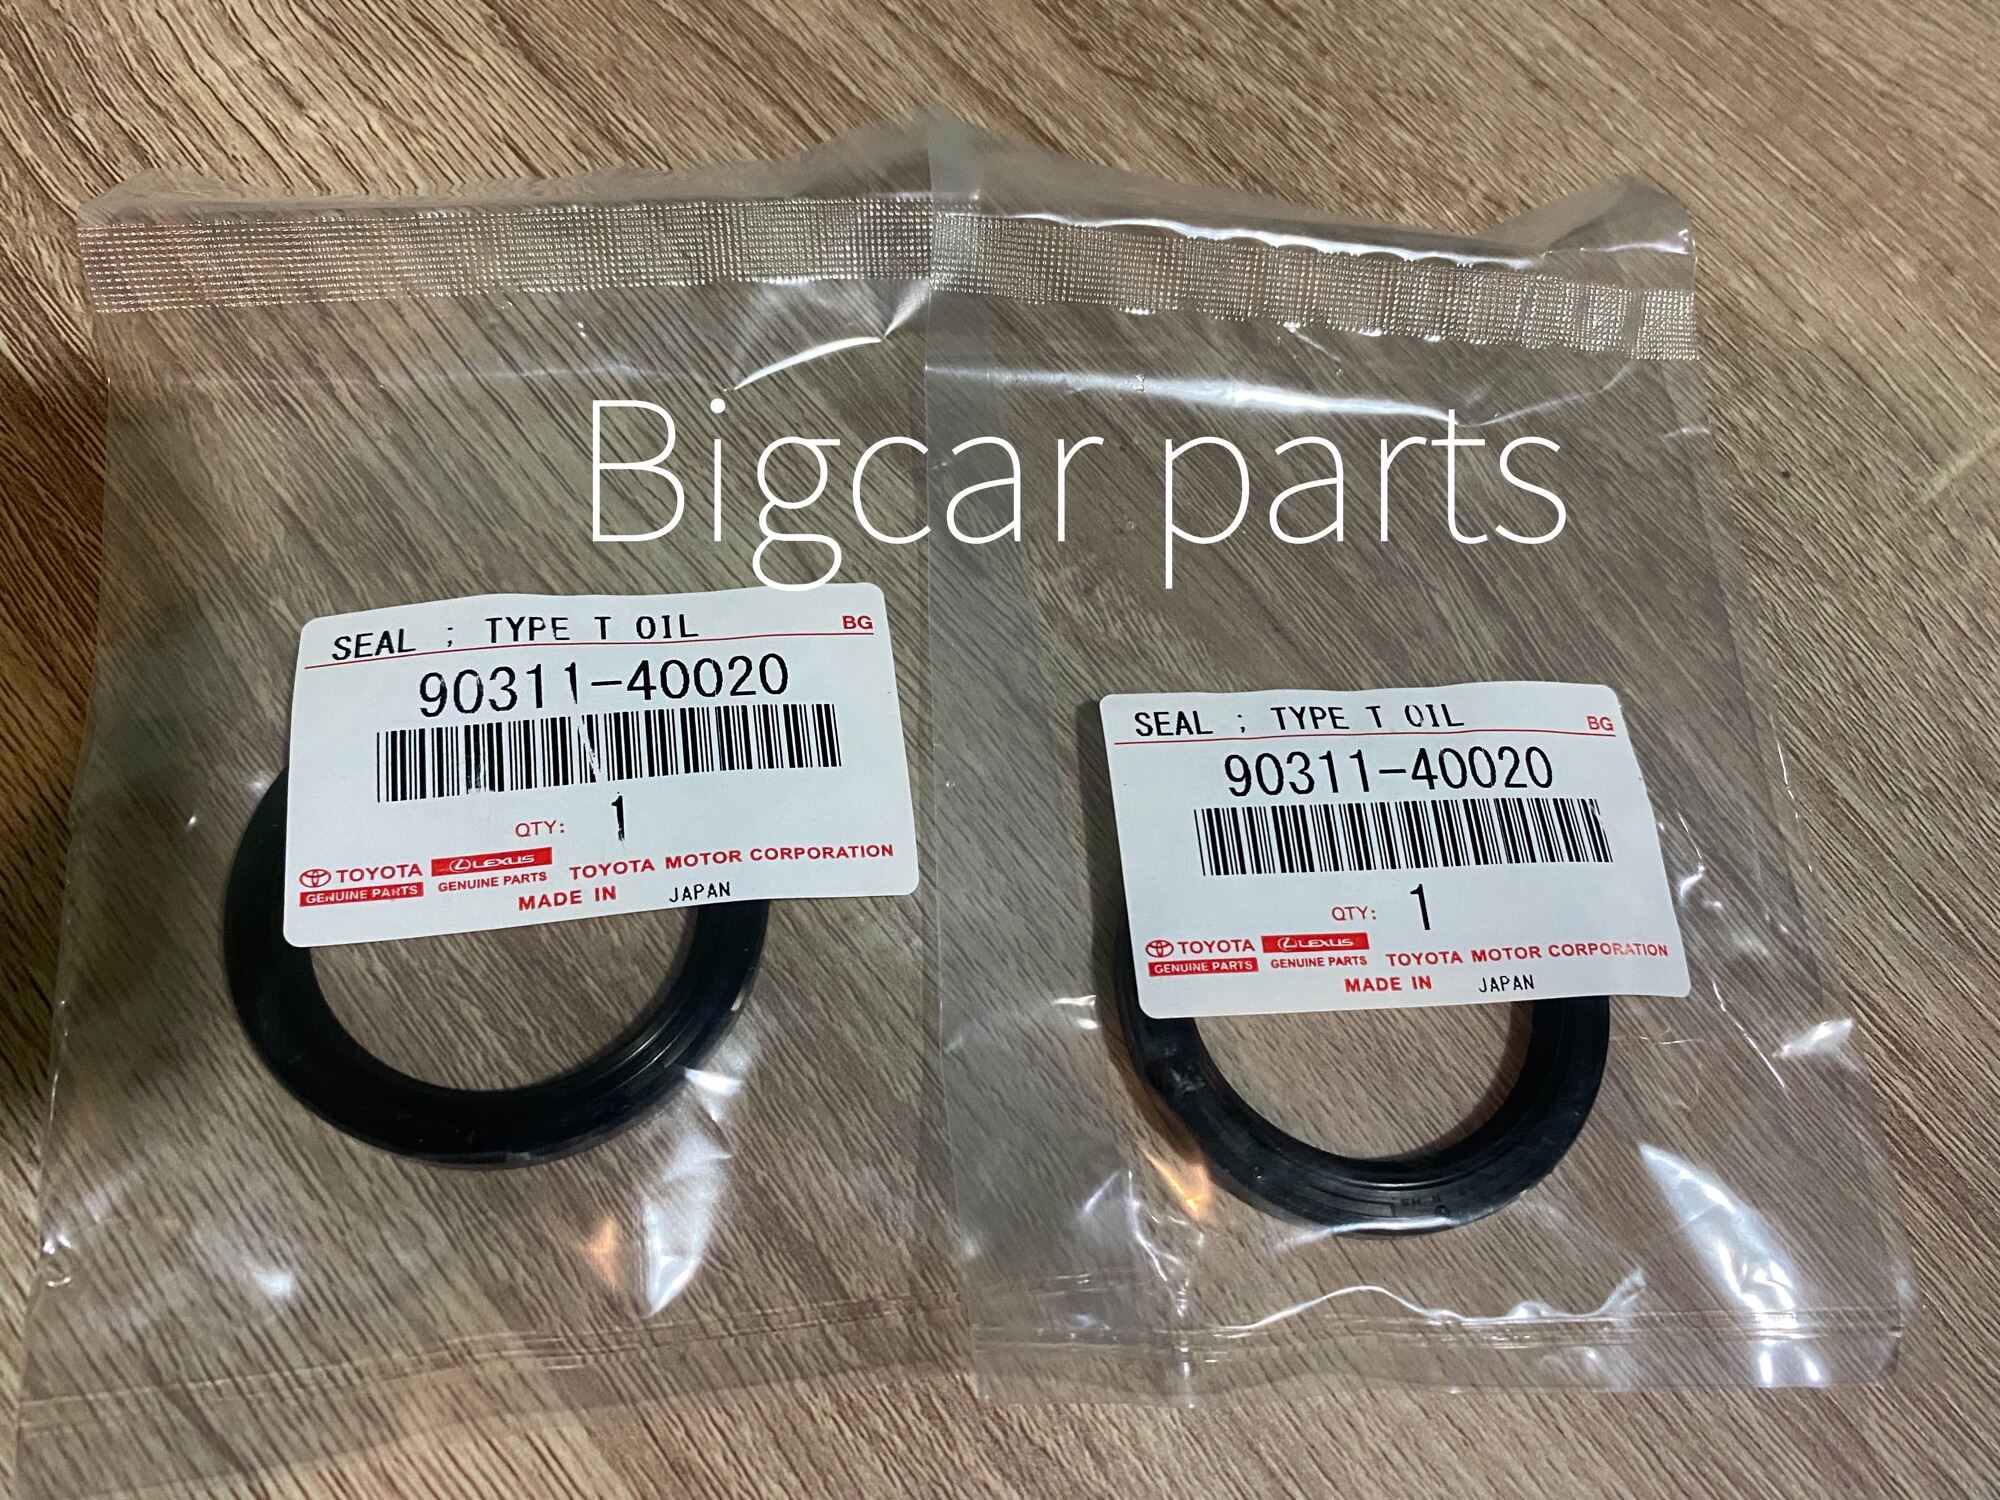 Bigcar parts
SEAL ; TYPE T OIL BG
90311-40020
QTY: 1
TOYOTA LEXUS TOYOTA MOTOR CORPORATION
GENUINE PARTS GENUINE PARTS
MADE IN JAPAN
SEAL ; TYPE T OIL BG
90311-40020
QTY: 1
TOYOTA LEXUS TOYOTA MOTOR CORPORATION
GENUINE PARTS GENUINE PARTS
MADE IN JAPAN